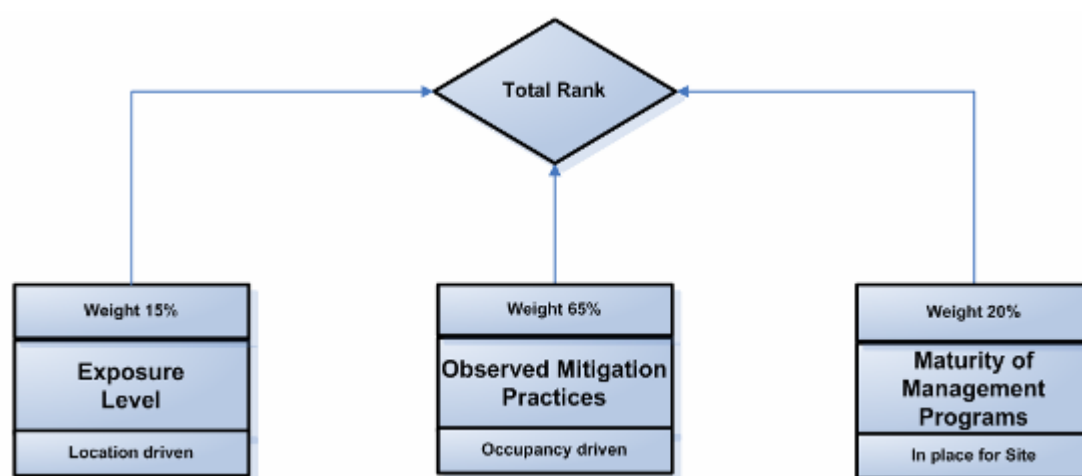 Total Rank
Weight 15%
Exposure
Level
Location driven
Weight 65%
Observed Mitigation
Practices
Occupancy driven
Weight 20%
Maturity of
Management
Programs
In place for Site